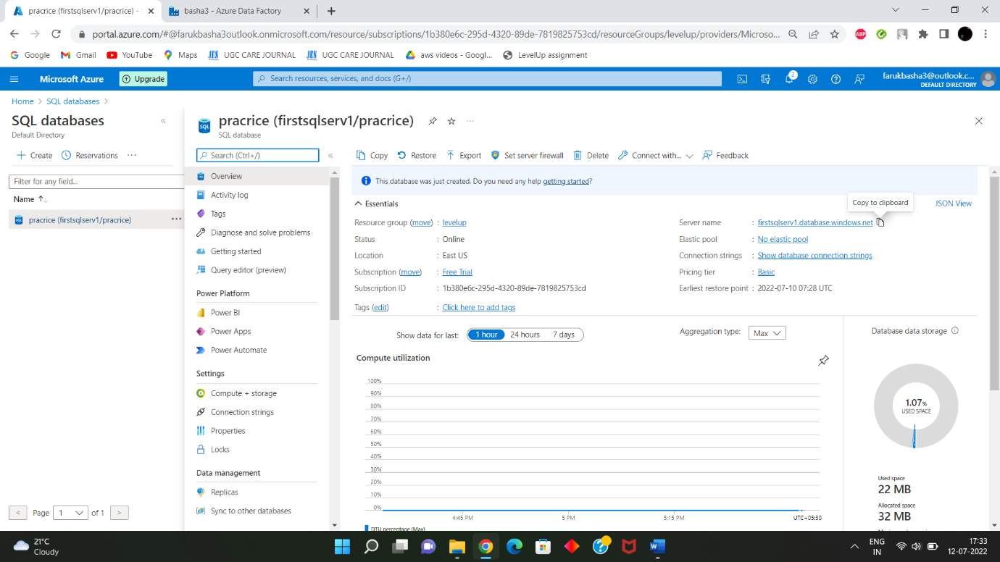 pracrice (firstsqlserv1/pracrice) -
basha3 - Azure Data Factory
portal.azure.com/#@farukbasha3outlook.onmicrosoft.com/resource/subscriptions/1b380e6c-295d-4320-89de-7819825753cd/resourceGroups/levelup/providers/Microso...
ABP
Google
Gmail
YouTube
Maps
JES UGC CARE JOURNAL
JES UGC CARE JOURNAL
aws videos - Googl...
LevelUp assignment
Microsoft Azure
Upgrade
Search resources, services, and docs (G+/)
2
farukbasha3@outlook.c...
DEFAULT DIRECTORY
Home > SQL databases >
SQL databases
Default Directory
Create
Reservations
Filter for any field...
Name
pracrice (firstsqlserv1/pracrice)
Page 1 of 1
pracrice (firstsqlserv1/pracrice)
SQL database
Search (Ctrl+/)
Overview
Activity log
Tags
Diagnose and solve problems
Getting started
Query editor (preview)
Power Platform
Power BI
Power Apps
Power Automate
Settings
Compute + storage
Connection strings
Properties
Locks
Data management
Replicas
Sync to other databases
Copy
Restore
Export
Set server firewall
Delete
Connect with...
Feedback
This database was just created. Do you need any help getting started?
Essentials
Copy to clipboard
JSON View
Resource group (move) : levelup
Status : Online
Location : East US
Subscription (move) : Free Trial
Subscription ID : 1b380e6c-295d-4320-89de-7819825753cd
Tags (edit) : Click here to add tags
Server name : firstsqlserv1.database.windows.net
Elastic pool : No elastic pool
Connection strings : Show database connection strings
Pricing tier : Basic
Earliest restore point : 2022-07-10 07:28 UTC
Show data for last:
1 hour
24 hours
7 days
Aggregation type:
Max
Compute utilization
100%
90%
80%
70%
60%
50%
40%
30%
20%
10%
0%
4:45 PM
5 PM
5:15 PM
UTC+05:30
DTU percentage (Max)
Database data storage
1.07%
USED SPACE
Used space
22 MB
Allocated space
32 MB
21°C
Cloudy
ENG
IN
17:33
12-07-2022